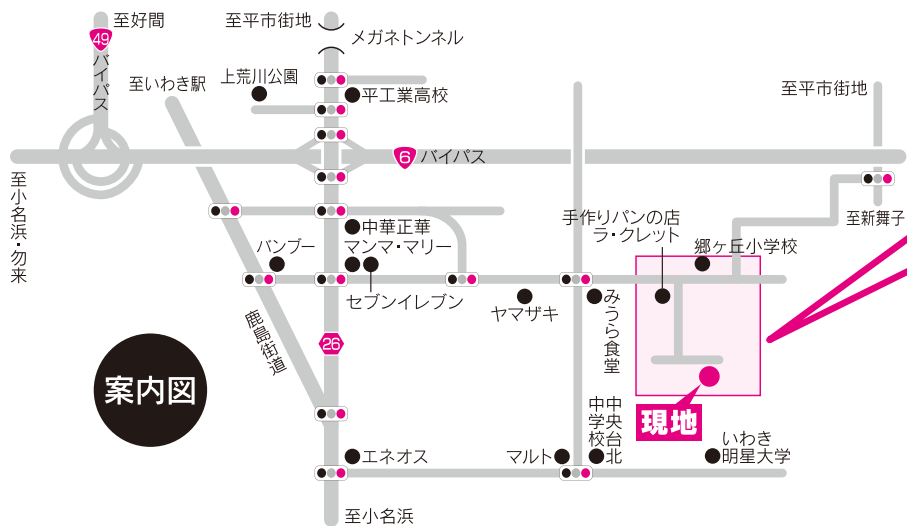 至好間
49
バイパス
至平市街地
メガネトンネル
至いわき駅
上荒川公園
平工業高校
至平市街地
6
バイパス
至小名浜・勿来
至新舞子
中華正華
手作りパンの店
ラ・クレット
郷ヶ丘小学校
バンブー
マンマ・マリー
セブンイレブン
ヤマザキ
みうら食堂
鹿島街道
26
案内図
現地
中央台北
中学校
エネオス
マルト
いわき
明星大学
至小名浜